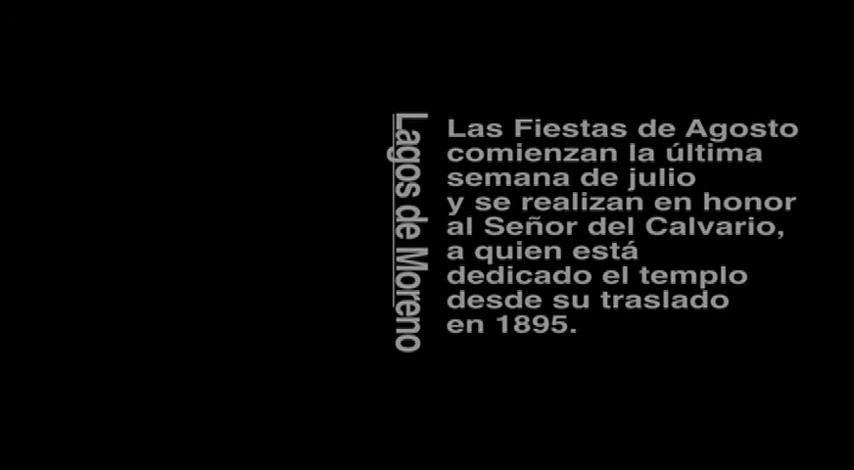 Lagos de Moreno
Las Fiestas de Agosto
comienzan la última
semana de julio
y se realizan en honor
al Señor del Calvario,
a quien está
dedicado el templo
desde su traslado
en 1895.